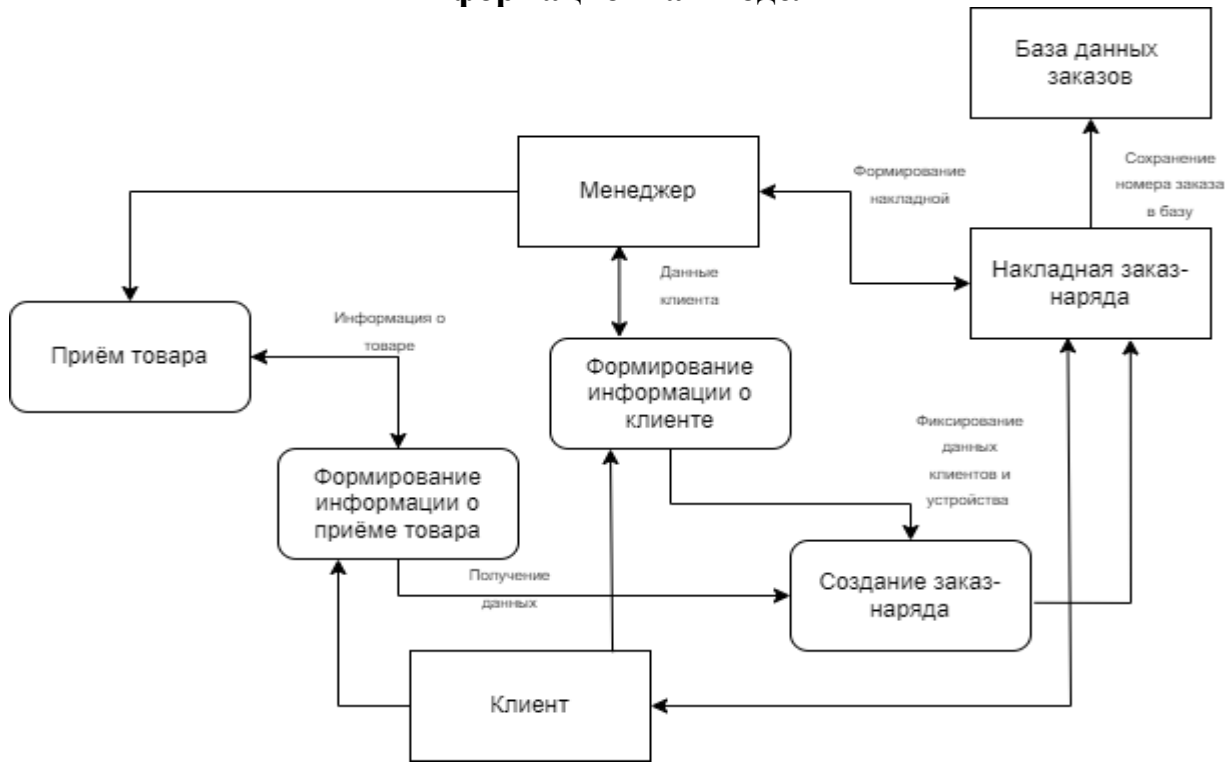 База данных
заказов
Сохранение
номера заказа
в базу
Менеджер
Формирование
накладной
Накладная заказ-
наряда
Данные
клиента
Информация о
товаре
Приём товара
Формирование
информации о
клиенте
Фиксирование
данных
клиентов и
устройства
Формирование
информации о
приёме товара
Получение
данных
Создание заказ-
наряда
Клиент